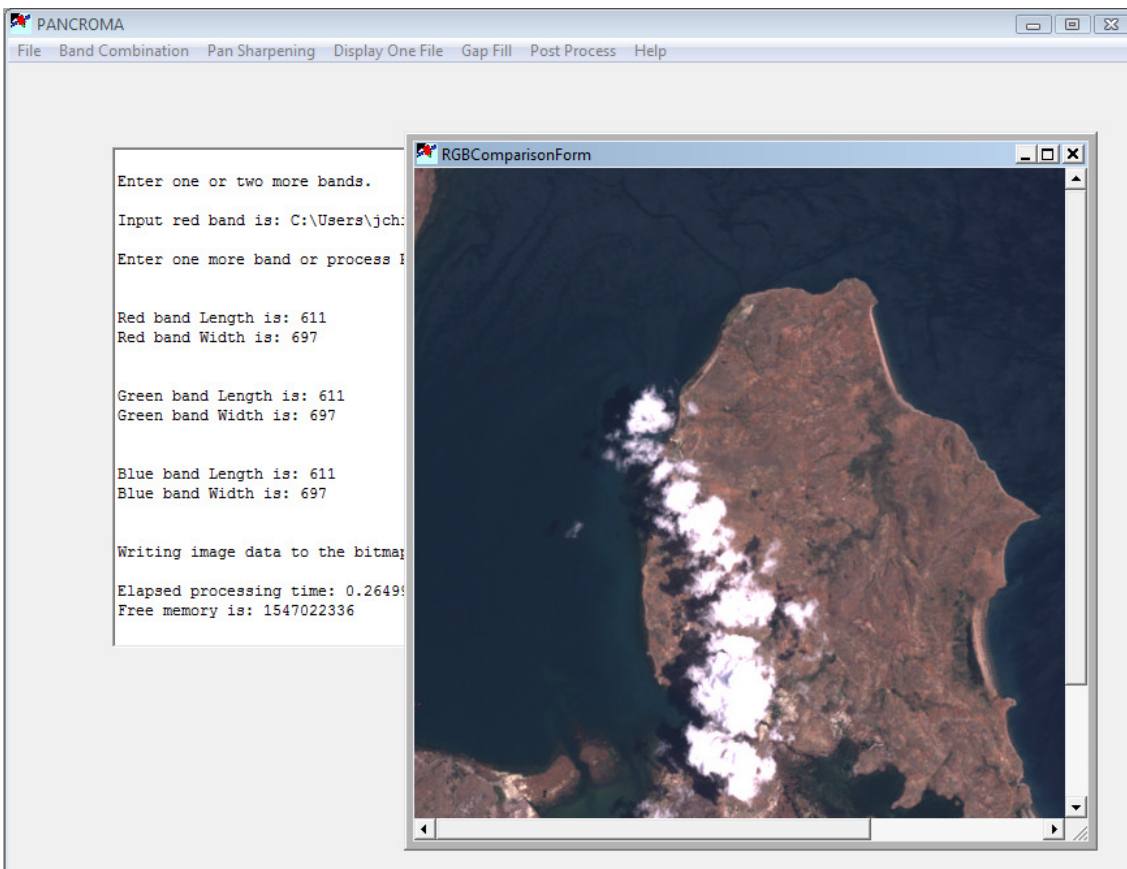 PANCROMA
File Band Combination Pan Sharpening Display One File Gap Fill Post Process Help
RGBComparisonForm
Enter one or two more bands.
Input red band is: C:\Users\jchi
Enter one more band or process
Red band Length is: 611
Red band Width is: 697
Green band Length is: 611
Green band Width is: 697
Blue band Length is: 611
Blue band Width is: 697
Writing image data to the bitmap
Elapsed processing time: 0.26499
Free memory is: 1547022336